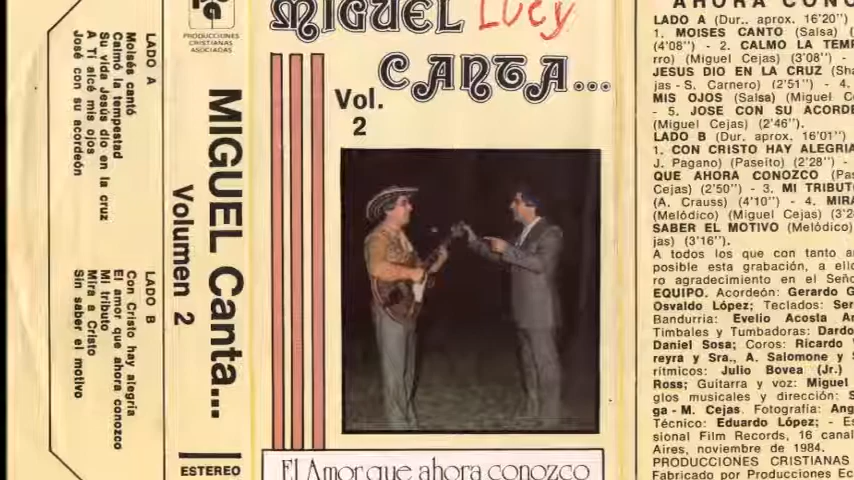 LADO A
Moisés cantó
Calmó la tempestad
Su vida Jesús dio en la cruz
A Ti alcé mis ojos
José con su acordeón
LADO B
Con Cristo hay alegría
El amor que ahora conozco
Mi tributo
Mira a Cristo
Sin saber el motivo
PRODUCCIONES
CRISTIANAS
ASOCIADAS
MIGUEL Canta...
Volumen 2
ESTEREO
MIGUEL Lucy
CANTA...
Vol.
2
El Amor que ahora conozco
AHORA
LADO A (Dur.. aprox. 16'20")
1. MOISES CANTO (Salsa) (
(4'08") - 2. CALMO LA
rro) (Miguel Cejas) (3'08") -
JESUS DIO EN LA CRUZ
jas - S. Carnero) (2'51") - 4.
MIS OJOS (Salsa) (Miguel
- 5. JOSE CON SU
(Miguel Cejas) (2'46").
LADO B (Dur. aprox. 16'01")
1. CON CRISTO HAY ALEGRIA
J. Pagano) (Paseito) (2'28") -
QUE AHORA CONOZCO
Cejas) (2'50") - 3. MI
(A. Crauss) (4'10") - 4.
(Melódico) (Miguel Cejas)
SABER EL MOTIVO (Melódico)
jas) (3'16").
A todos los que con tanto
posible esta grabación, a
ro agradecimiento en el
EQUIPO. Acordeón: Gerardo
Osvaldo López; Teclados:
Bandurria: Evelio Acosta
Timbales y Tumbadoras:
Daniel Sosa; Coros: Ricardo
reyra y Sra., A. Salomone y
rítmicos: Julio Bovea (Jr.)
Ross; Guitarra y voz: Miguel
glos musicales y dirección:
ga - M. Cejas. Fotografía:
Técnico: Eduardo López; -
sional Film Records, 16
Aires, noviembre de 1984.
PRODUCCIONES CRISTIANAS
Fabricado por Producciones